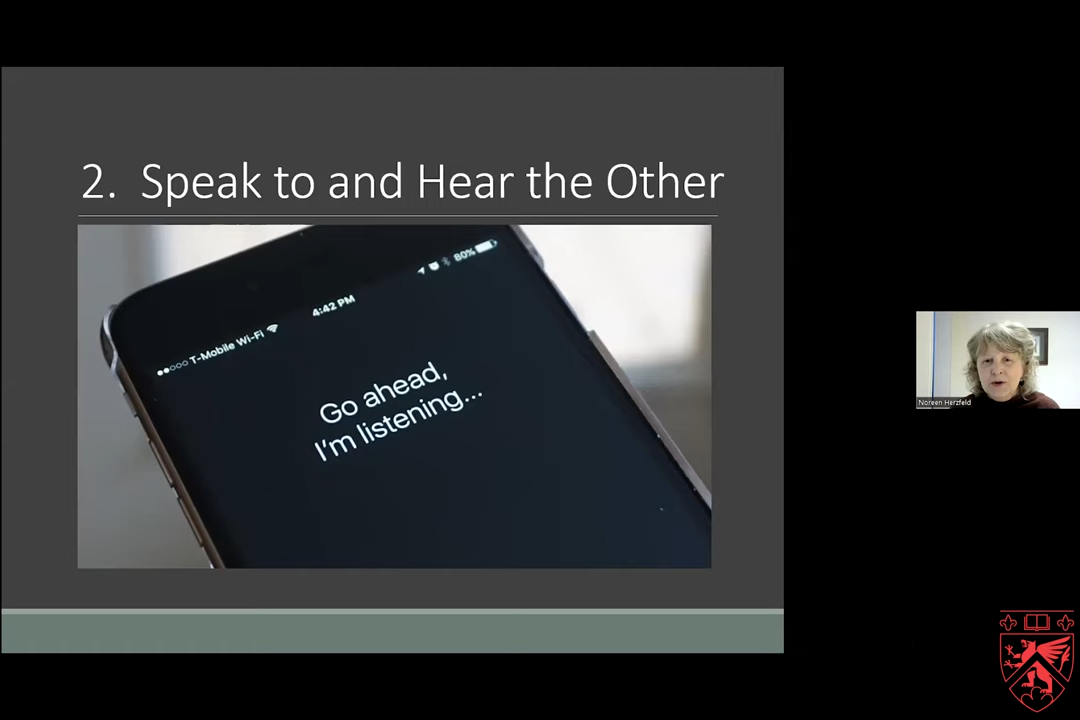 2. Speak to and Hear the Other
T-Mobile Wi-Fi
4:42 PM
80%
Go ahead,
I'm listening...
Noreen Herzfeld